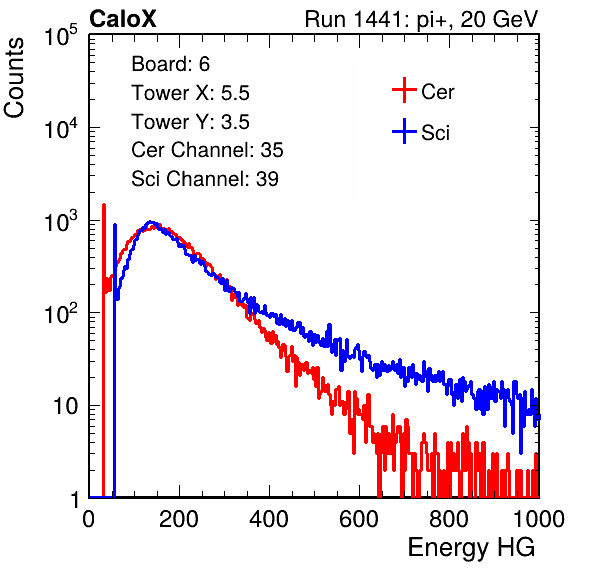 CaloX
Run 1441: pi+, 20 GeV
Counts
Board: 6
Tower X: 5.5
Tower Y: 3.5
Cer Channel: 35
Sci Channel: 39
Cer
Sci
10^5
10^4
10^3
10^2
10
1
0 200 400 600 800 1000
Energy HG